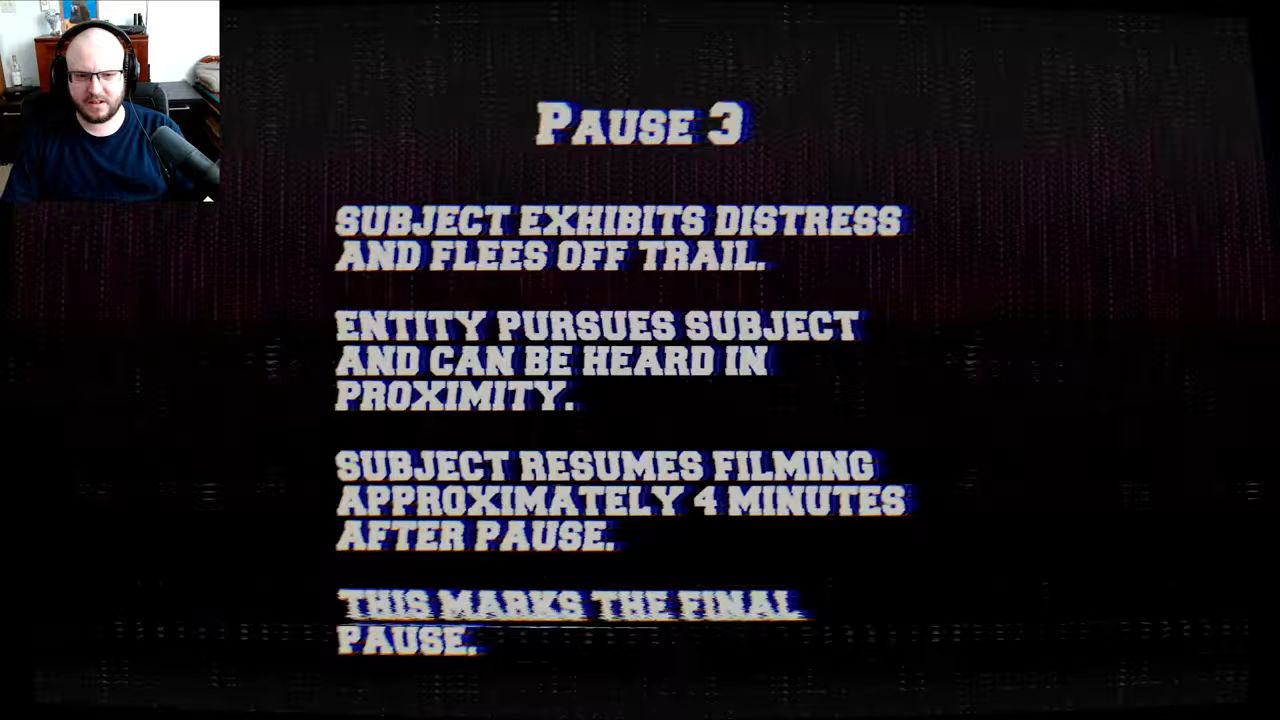 PAUSE 3
SUBJECT EXHIBITS DISTRESS
AND FLEES OFF TRAIL.
ENTITY PURSUES SUBJECT
AND CAN BE HEARD IN
PROXIMITY.
SUBJECT RESUMES FILMING
APPROXIMATELY 4 MINUTES
AFTER PAUSE.
THIS MARKS THE FINAL
PAUSE.